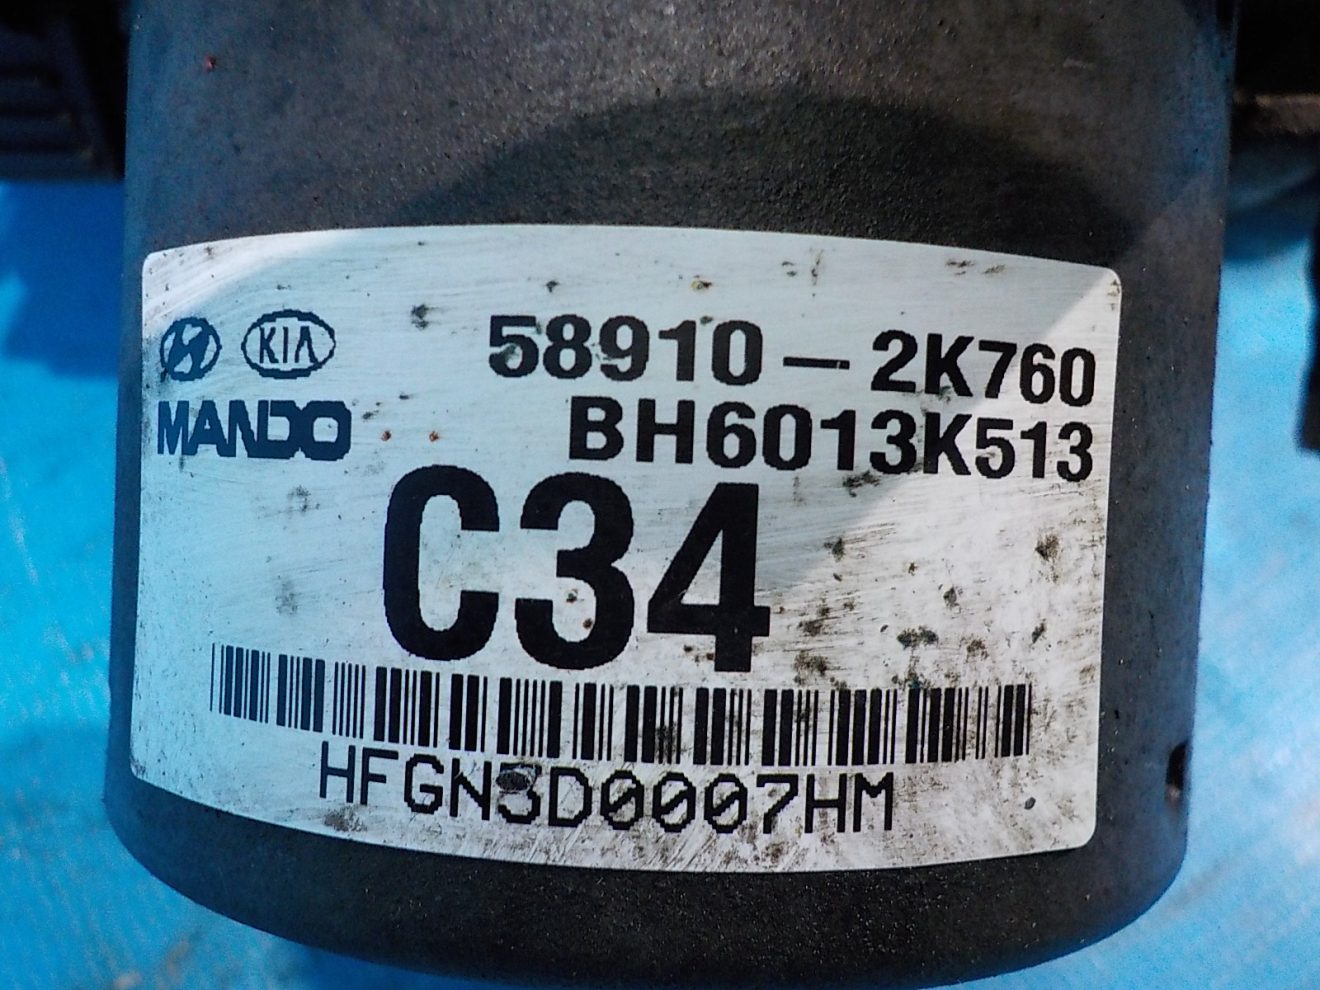 KIA
58910-2K760
MANDO
BH6013K513
C34
HFGN3D0007HM